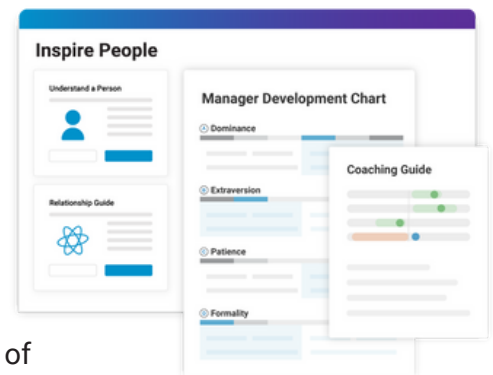 Inspire People
Understand a Person
Relationship Guide
Manager Development Chart
A Dominance
B Extraversion
C Patience
D Formality
Coaching Guide
of